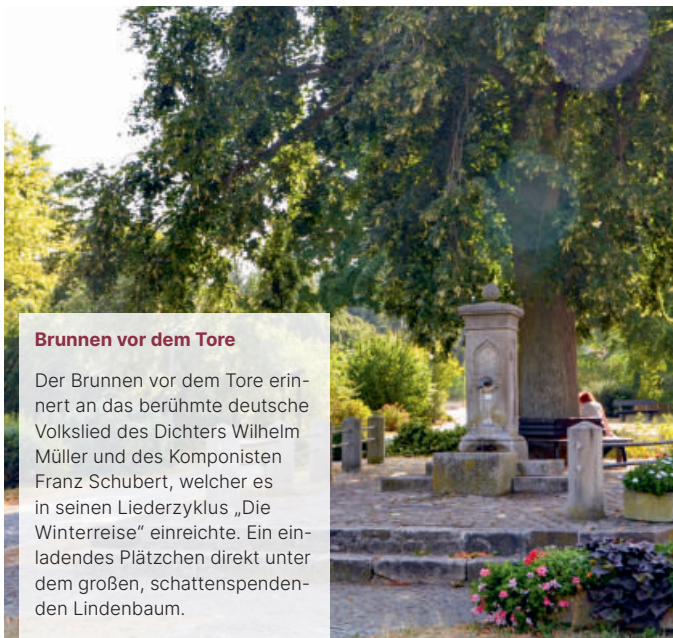 Brunnen vor dem Tore
Der Brunnen vor dem Tore erin-
nert an das berühmte deutsche
Volkslied des Dichters Wilhelm
Müller und des Komponisten
Franz Schubert, welcher es
in seinen Liederzyklus „Die
Winterreise“ einreichte. Ein ein-
ladendes Plätzchen direkt unter
dem großen, schattenspenden-
den Lindenbaum.